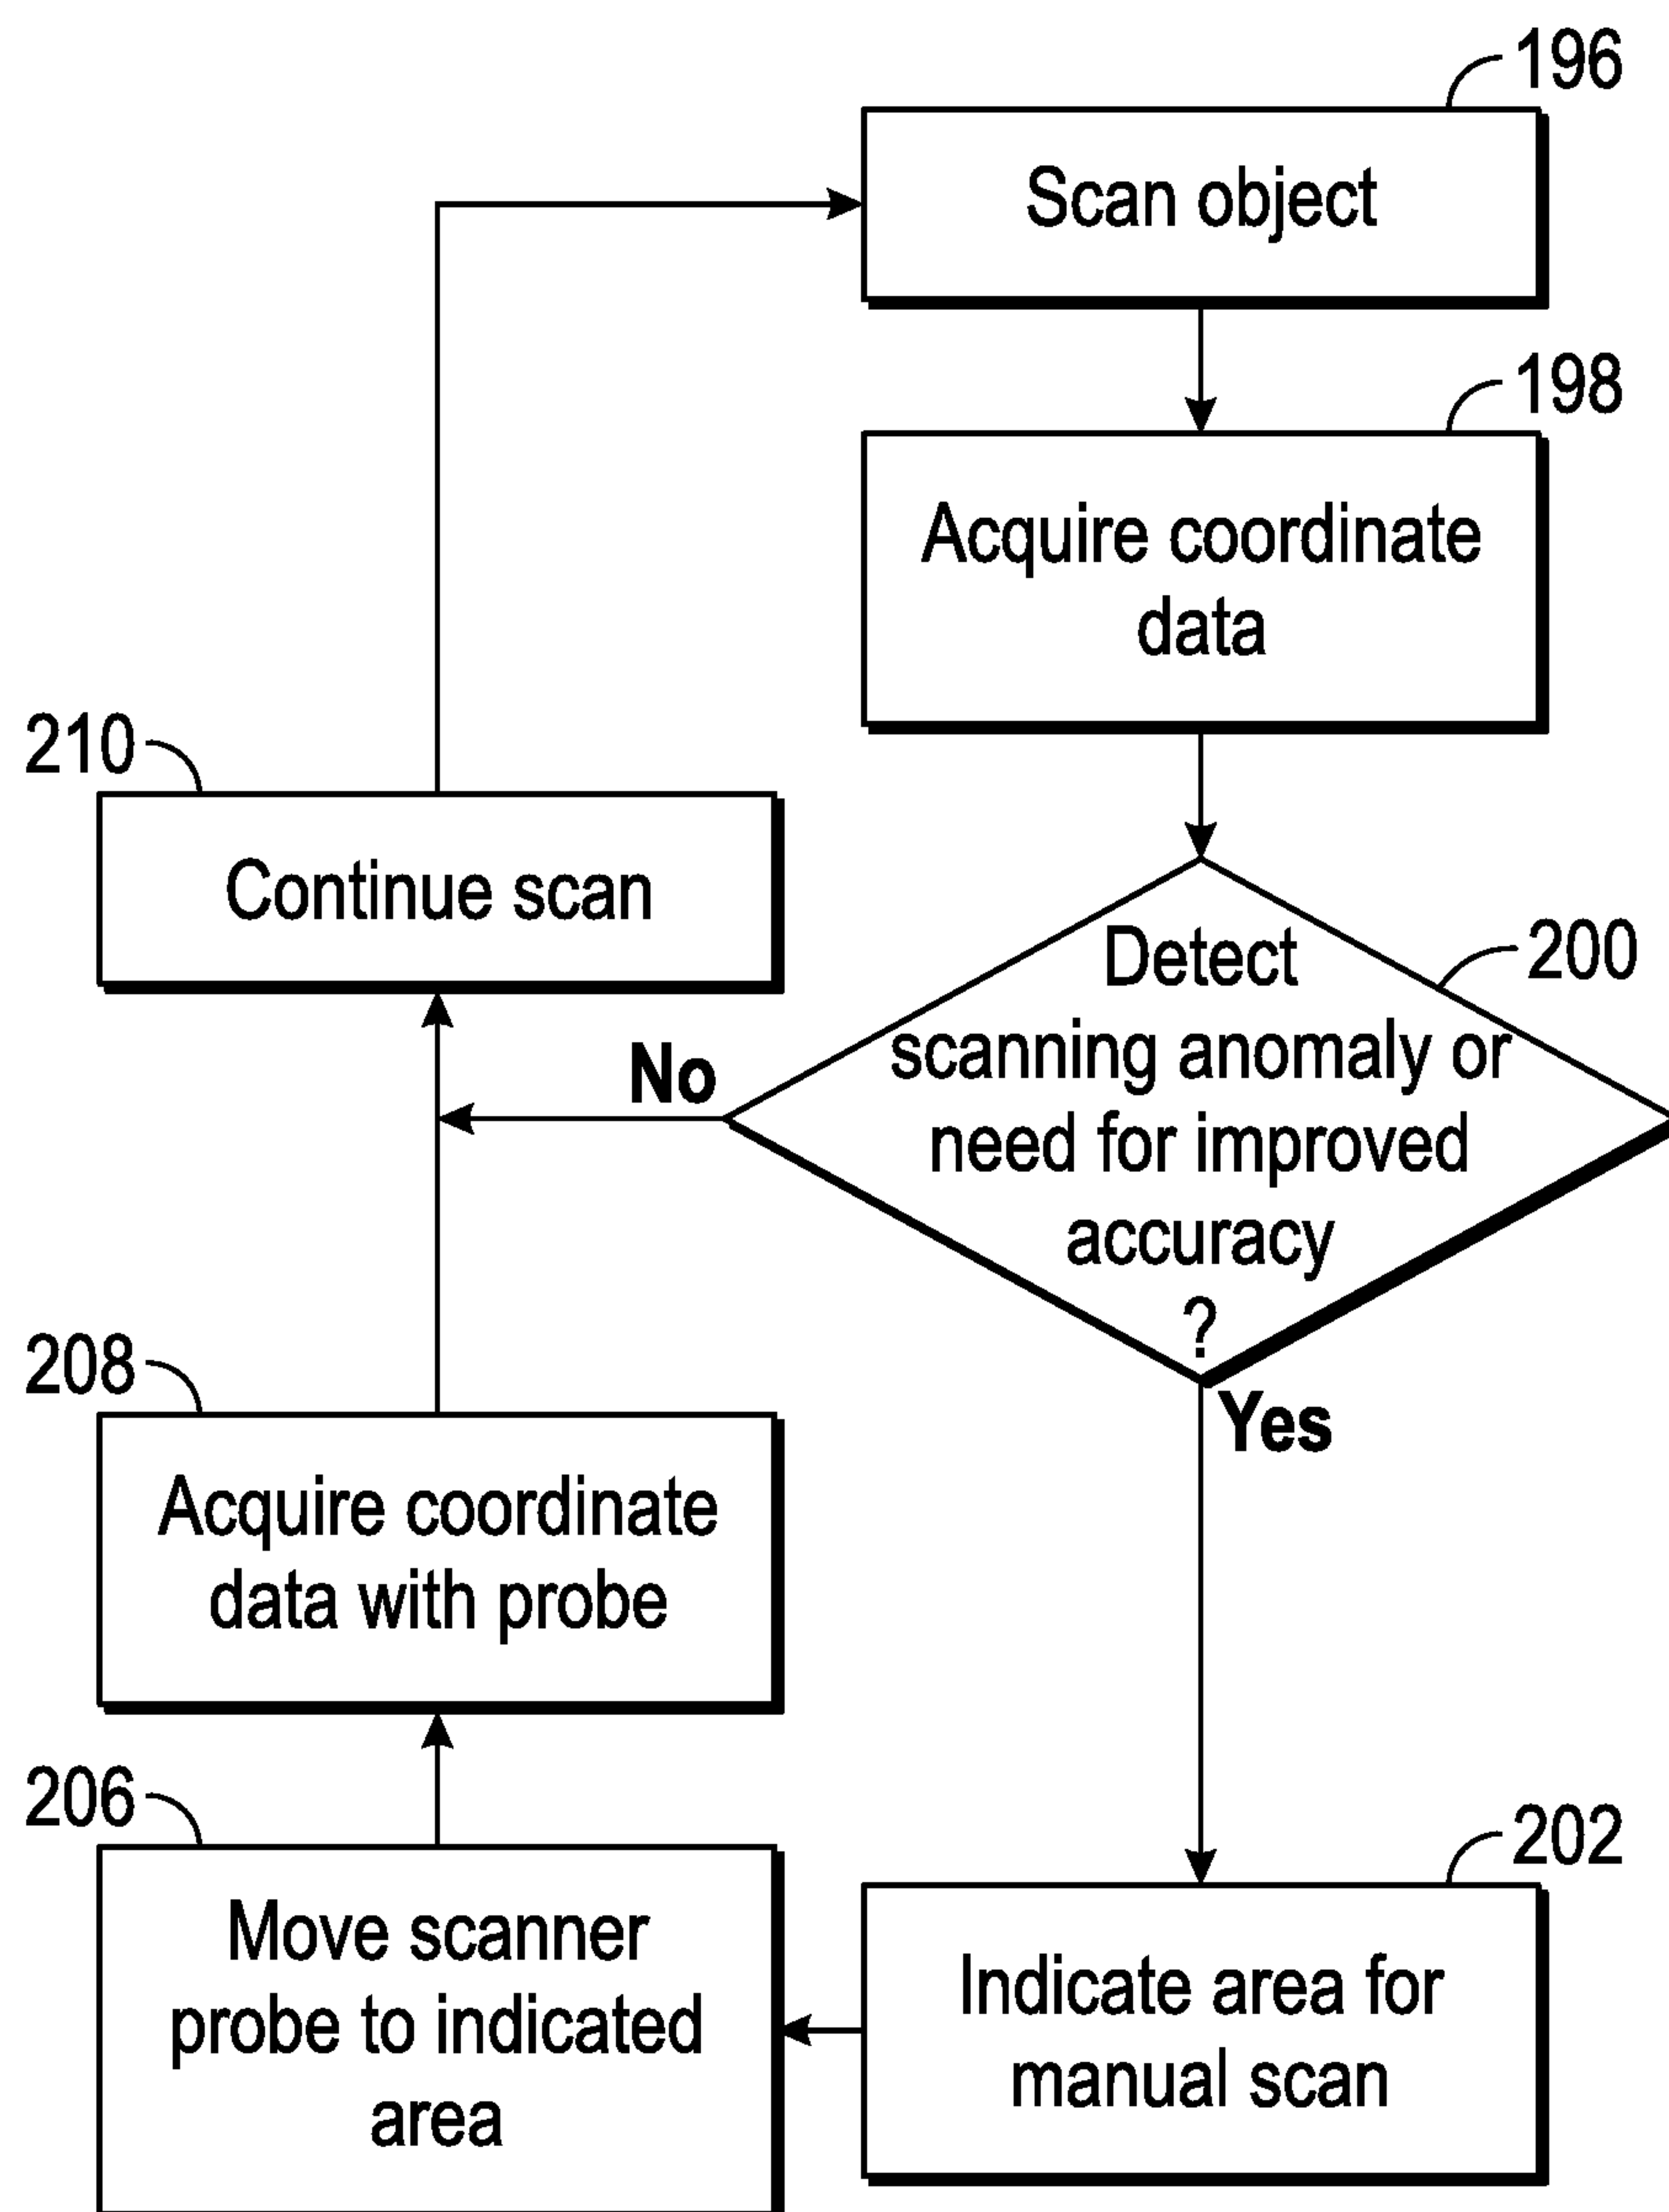 196
Scan object
198
Acquire coordinate
data
210
Continue scan
200
Detect
scanning anomaly or
need for improved
accuracy
?
No
Yes
208
Acquire coordinate
data with probe
206
Move scanner
probe to indicated
area
202
Indicate area for
manual scan